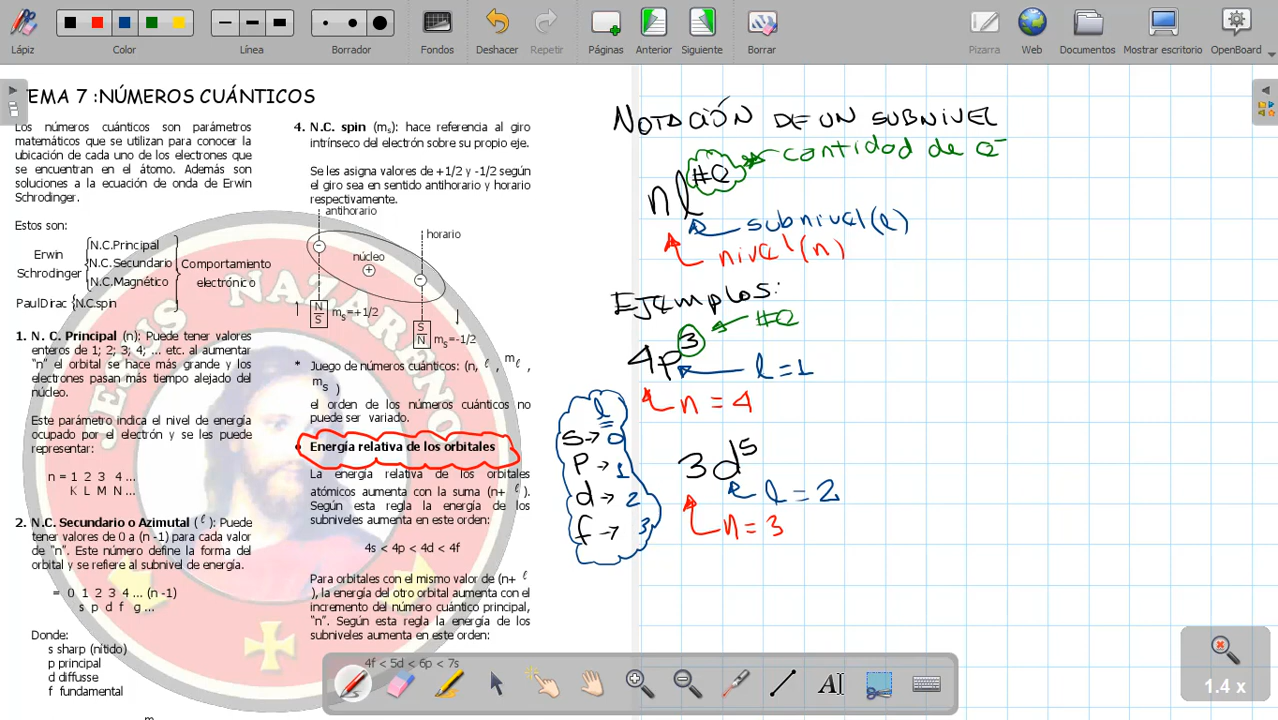 Lápiz
Color
Línea
Borrador
Fondos
Deshacer
Repetir
Páginas
Anterior
Siguiente
Borrar
Pizarra
Web
Documentos
Mostrar escritorio
OpenBoard
TEMA 7 :NÚMEROS CUÁNTICOS
Los números cuánticos son parámetros
matemáticos que se utilizan para conocer la
ubicación de cada uno de los electrones que
se encuentran en el átomo. Además son
soluciones a la ecuación de onda de Erwin
Schrodinger.
Estos son:
Erwin
Schrodinger
N.C.Principal
N.C.Secundario
N.C.Magnético
Comportamiento
electrónico
PaulDirac
N.C.spin
1. N. C. Principal (n): Puede tener valores
enteros de 1; 2; 3; 4; ... etc. al aumentar
"n" el orbital se hace más grande y los
electrones pasan más tiempo alejado del
núcleo.
Este parámetro indica el nivel de energía
ocupado por el electrón y se les puede
representar:
n = 1 2 3 4 ...
K L M N ...
2. N.C. Secundario o Azimutal ( ℓ ): Puede
tener valores de 0 a (n -1) para cada valor
de "n". Este número define la forma del
orbital y se refiere al subnivel de energía.
= 0 1 2 3 4 ... (n -1)
s p d f g ...
Donde:
s sharp (nítido)
p principal
d diffusse
f fundamental
m
4. N.C. spin (ms): hace referencia al giro
intrínseco del electrón sobre su propio eje.
Se les asigna valores de +1/2 y -1/2 según
el giro sea en sentido antihorario y horario
respectivamente.
antihorario
horario
núcleo
N
S
ms=+1/2
S
N
ms=-1/2
* Juego de números cuánticos: (n, ℓ , mℓ ,
ms )
el orden de los números cuánticos no
puede ser variado.
• Energía relativa de los orbitales
La energía relativa de los orbitales
atómicos aumenta con la suma (n+ ℓ ).
Según esta regla la energía de los
subniveles aumenta en este orden:
4s < 4p < 4d < 4f
Para orbitales con el mismo valor de (n+ ℓ
), la energía del otro orbital aumenta con el
incremento del número cuántico principal,
"n". Según esta regla la energía de los
subniveles aumenta en este orden:
4f < 5d < 6p < 7s
JESUS NAZARENO
NOTACIÓN DE UN SUBNIVEL
nl#e
cantidad de e-
subnivel (l)
nivel (n)
EJEmplos:
4p3
#e
l=1
n = 4
l
s→0
p→1
d→2
f→3
3d5
l=2
n=3
1.4 x